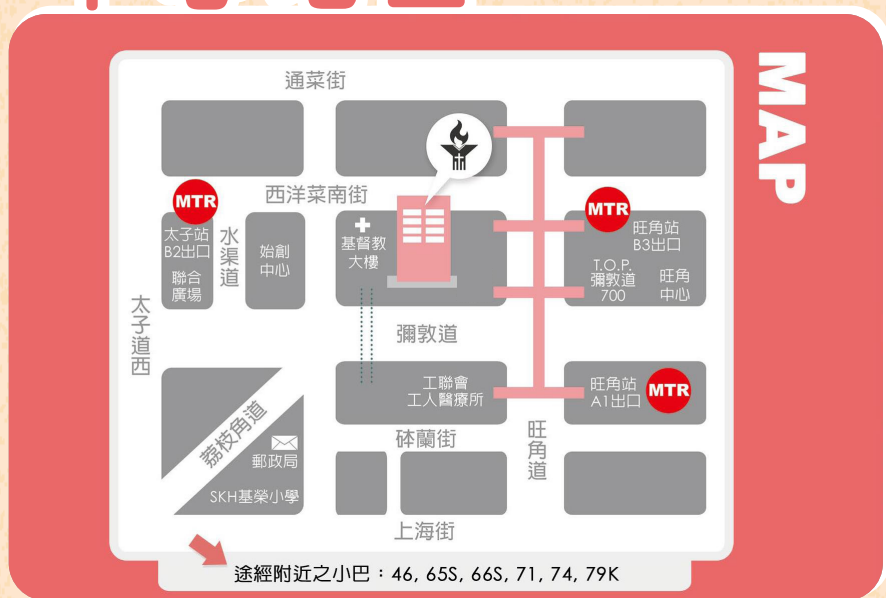 MAP
通菜街
MTR
西洋菜南街
MTR
太子站
B2出口
聯合
廣場
水渠道
始創
中心
基督教
大樓
旺角站
B3出口
T.O.P.
彌敦道
700
旺角
中心
太子道西
彌敦道
工聯會
工人醫療所
旺角站
A1出口
MTR
荔枝角道
砵蘭街
旺角道
郵政局
SKH基榮小學
上海街
途經附近之小巴：46, 65S, 66S, 71, 74, 79K